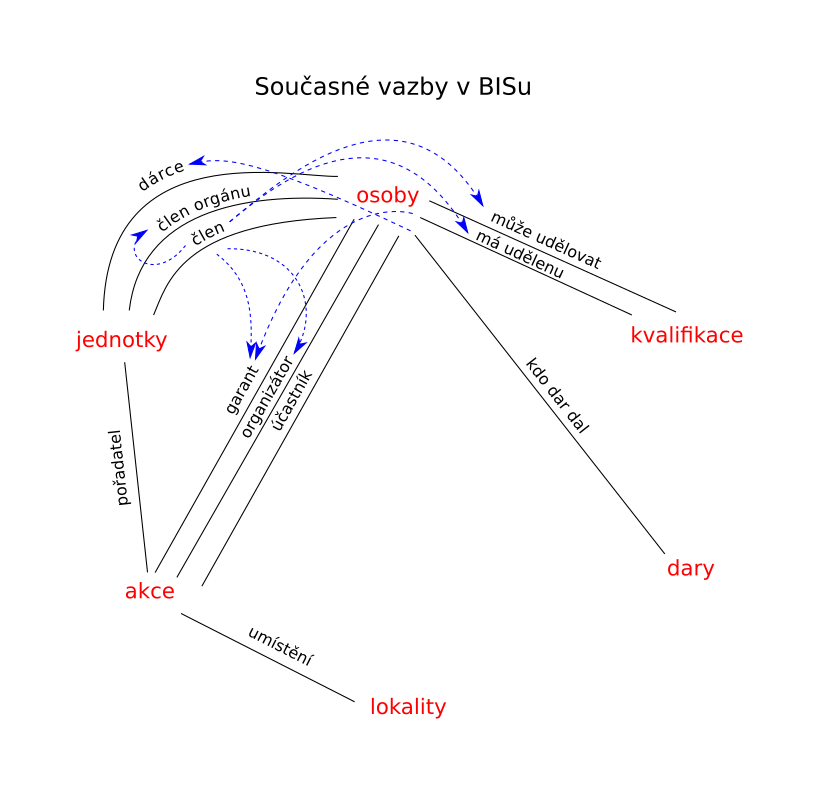 Současné vazby v BISu
dárce
osoby
člen orgánu
člen
může udělovat
má udělenu
jednotky
kvalifikace
garant
organizátor
účastník
kdo dar dal
pořadatel
dary
akce
umístění
lokality